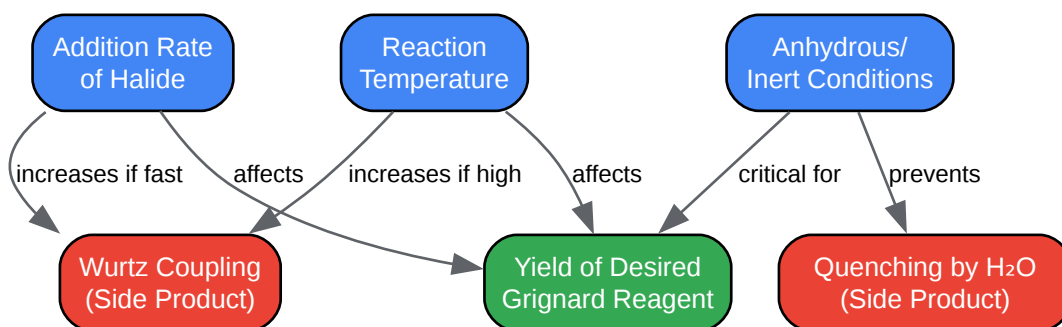 Addition Rate
of Halide
Reaction
Temperature
Anhydrous/
Inert Conditions
increases if fast
affects
increases if high
affects
critical for
prevents
Wurtz Coupling
(Side Product)
Yield of Desired
Grignard Reagent
Quenching by H₂O
(Side Product)